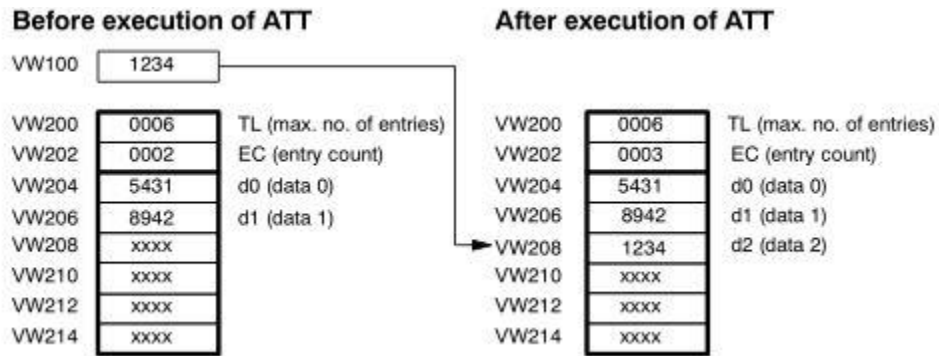 Before execution of ATT
VW100 1234
VW200 0006 TL (max. no. of entries)
VW202 0002 EC (entry count)
VW204 5431 d0 (data 0)
VW206 8942 d1 (data 1)
VW208 xxxx
VW210 xxxx
VW212 xxxx
VW214 xxxx
After execution of ATT
VW200 0006 TL (max. no. of entries)
VW202 0003 EC (entry count)
VW204 5431 d0 (data 0)
VW206 8942 d1 (data 1)
VW208 1234 d2 (data 2)
VW210 xxxx
VW212 xxxx
VW214 xxxx